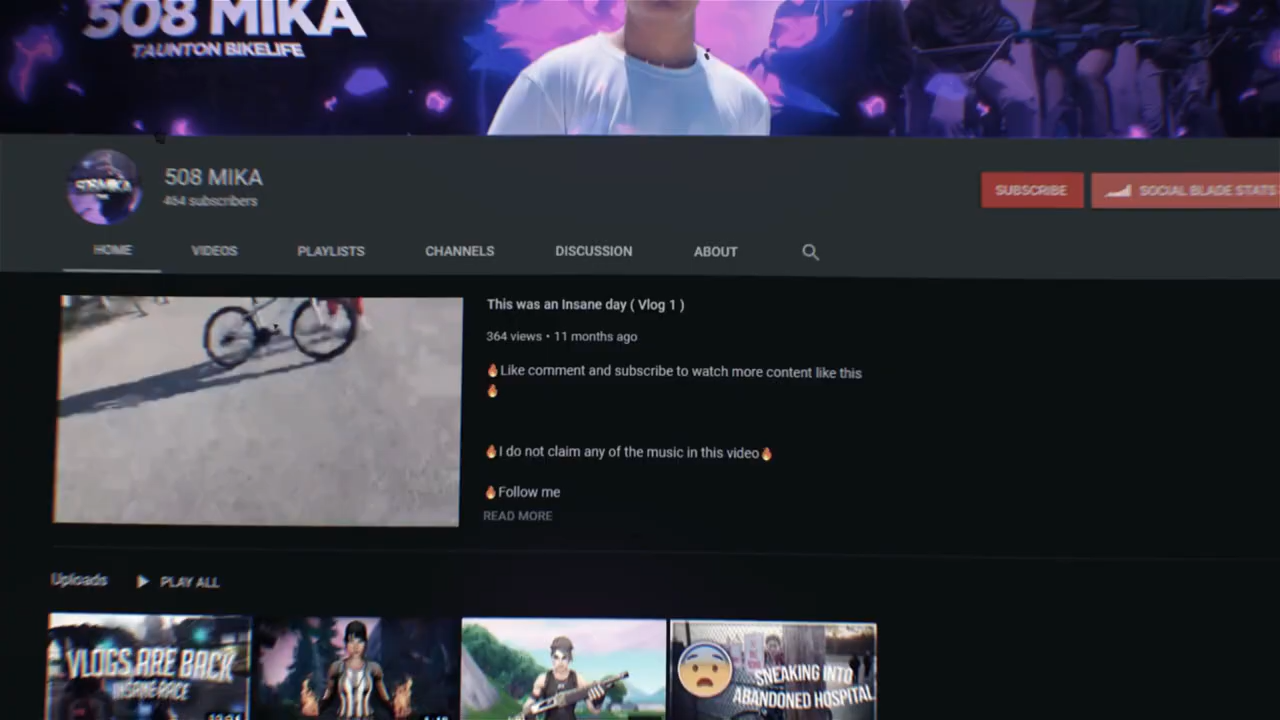 508 MIKA
TAUNTON BIKELIFE
508 MIKA
464 subscribers
SUBSCRIBE
SOCIAL BLADE STATS
HOME
VIDEOS
PLAYLISTS
CHANNELS
DISCUSSION
ABOUT
This was an Insane day ( Vlog 1 )
364 views • 11 months ago
🔥Like comment and subscribe to watch more content like this
🔥
🔥I do not claim any of the music in this video🔥
🔥Follow me
READ MORE
Uploads
PLAY ALL
VLOGS ARE BACK
INSANE RACE
SNEAKING INTO
ABANDONED HOSPITAL